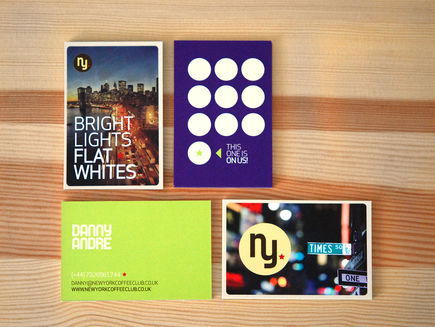 ny
BRIGHT
LIGHTS
FLAT
WHITES
THIS
ONE IS
ON US!
DANNY
ANDRE
DANNY@NEWYORKCOFFEECLUB.CO.UK
WWW.NEWYORKCOFFEECLUB.CO.UK
ny
TIMES SQ
ONE